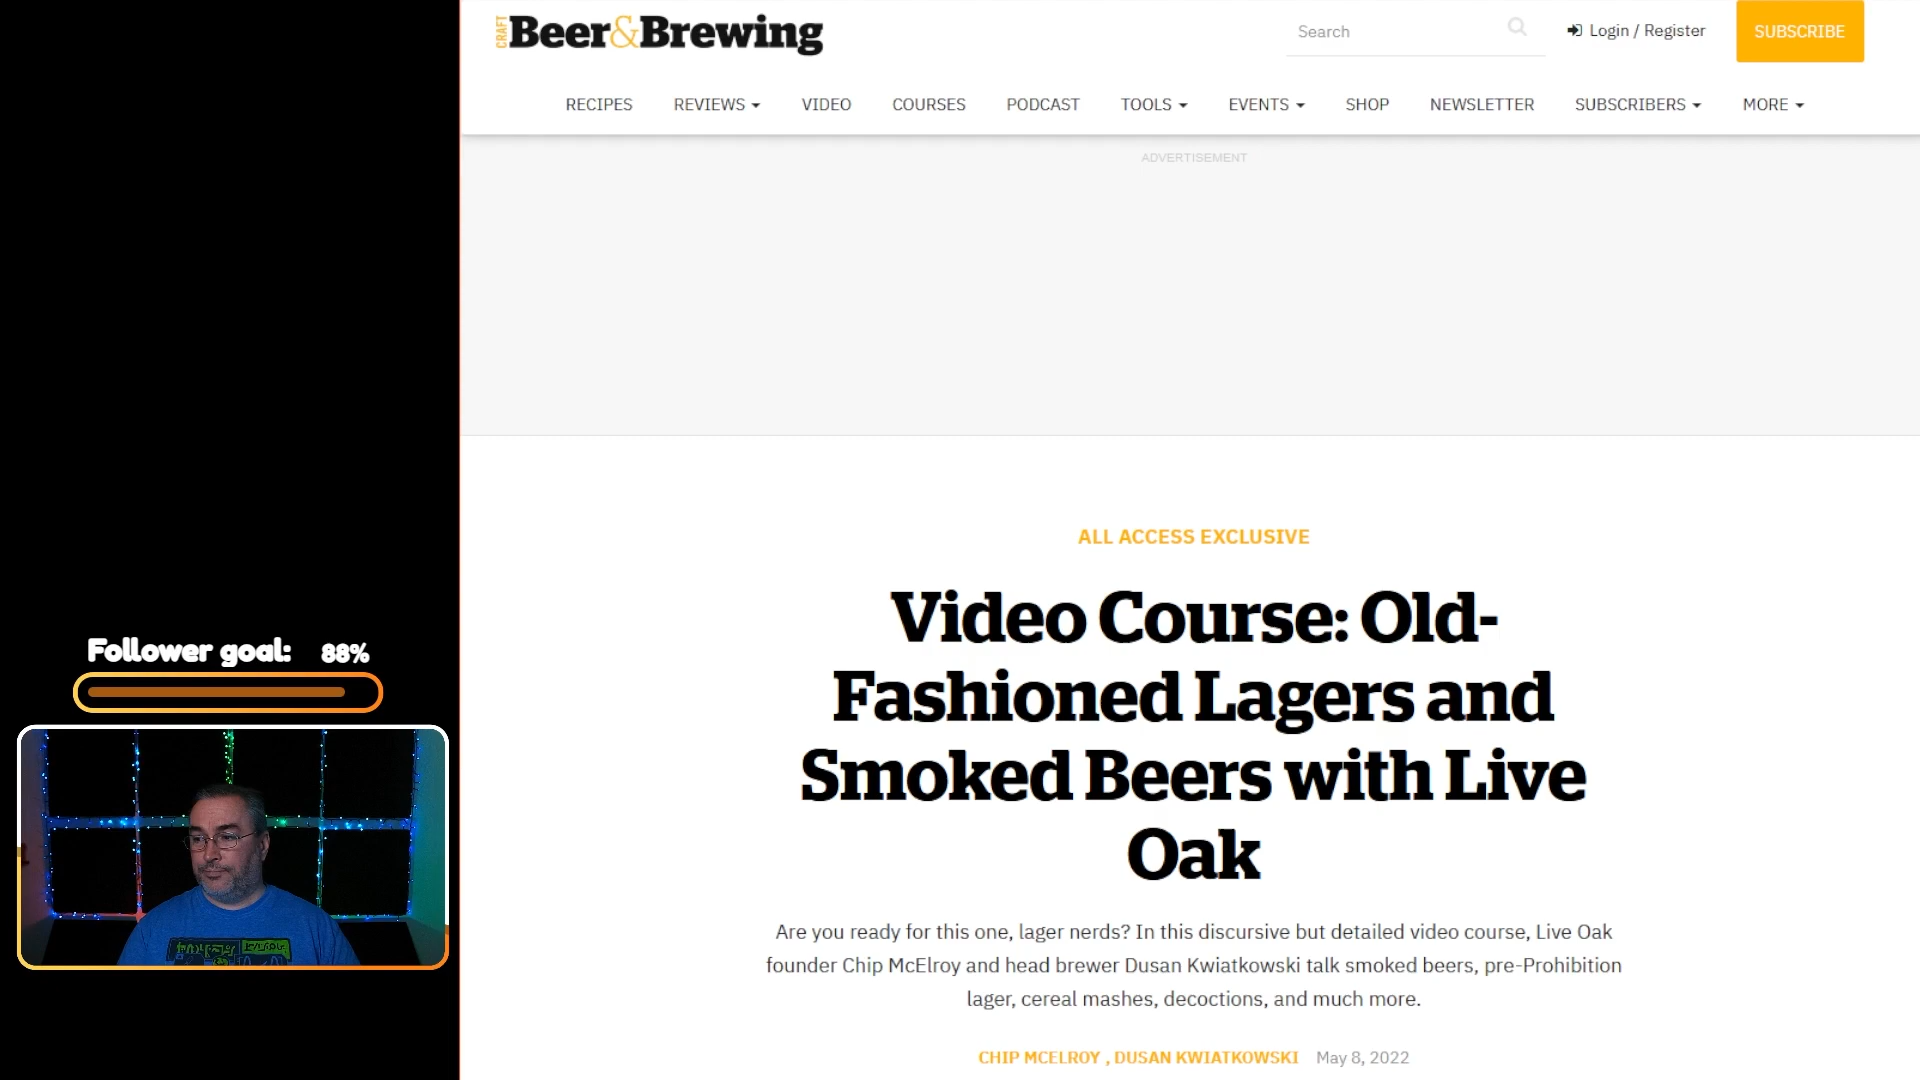 CRAFT
Beer&Brewing
Search
Login / Register
SUBSCRIBE
RECIPES REVIEWS VIDEO COURSES PODCAST TOOLS EVENTS SHOP NEWSLETTER SUBSCRIBERS MORE
ADVERTISEMENT
ALL ACCESS EXCLUSIVE
Video Course: Old-
Fashioned Lagers and
Smoked Beers with Live
Oak
Are you ready for this one, lager nerds? In this discursive but detailed video course, Live Oak
founder Chip McElroy and head brewer Dusan Kwiatkowski talk smoked beers, pre-Prohibition
lager, cereal mashes, decoctions, and much more.
CHIP MCELROY , DUSAN KWIATKOWSKI May 8, 2022
Follower goal: 88%